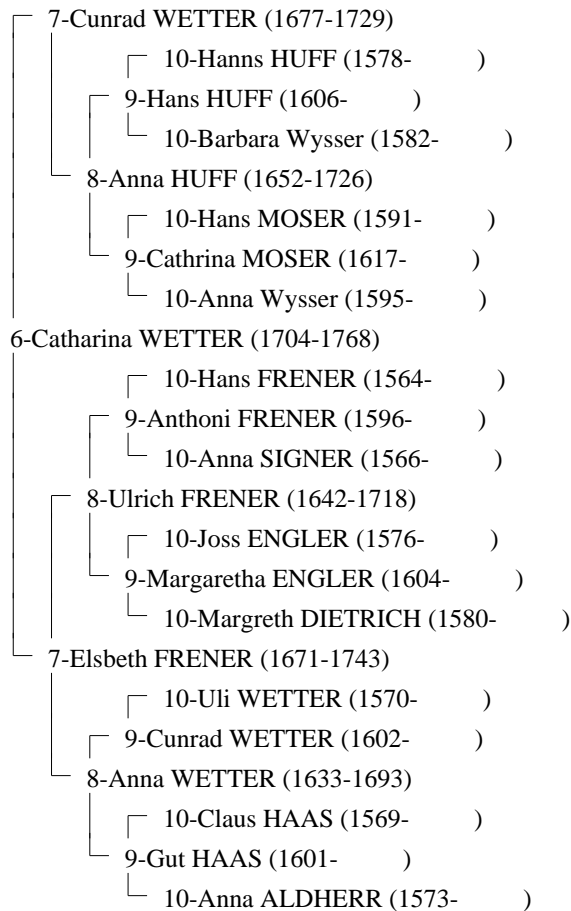 7-Cunrad WETTER (1677-1729)
10-Hanns HUFF (1578- )
9-Hans HUFF (1606- )
10-Barbara Wysser (1582- )
8-Anna HUFF (1652-1726)
10-Hans MOSER (1591- )
9-Cathrina MOSER (1617- )
10-Anna Wysser (1595- )
6-Catharina WETTER (1704-1768)
10-Hans FRENER (1564- )
9-Anthoni FRENER (1596- )
10-Anna SIGNER (1566- )
8-Ulrich FRENER (1642-1718)
10-Joss ENGLER (1576- )
9-Margaretha ENGLER (1604- )
10-Margreth DIETRICH (1580- )
7-Elsbeth FRENER (1671-1743)
10-Uli WETTER (1570- )
9-Cunrad WETTER (1602- )
8-Anna WETTER (1633-1693)
10-Claus HAAS (1569- )
9-Gut HAAS (1601- )
10-Anna ALDHERR (1573- )